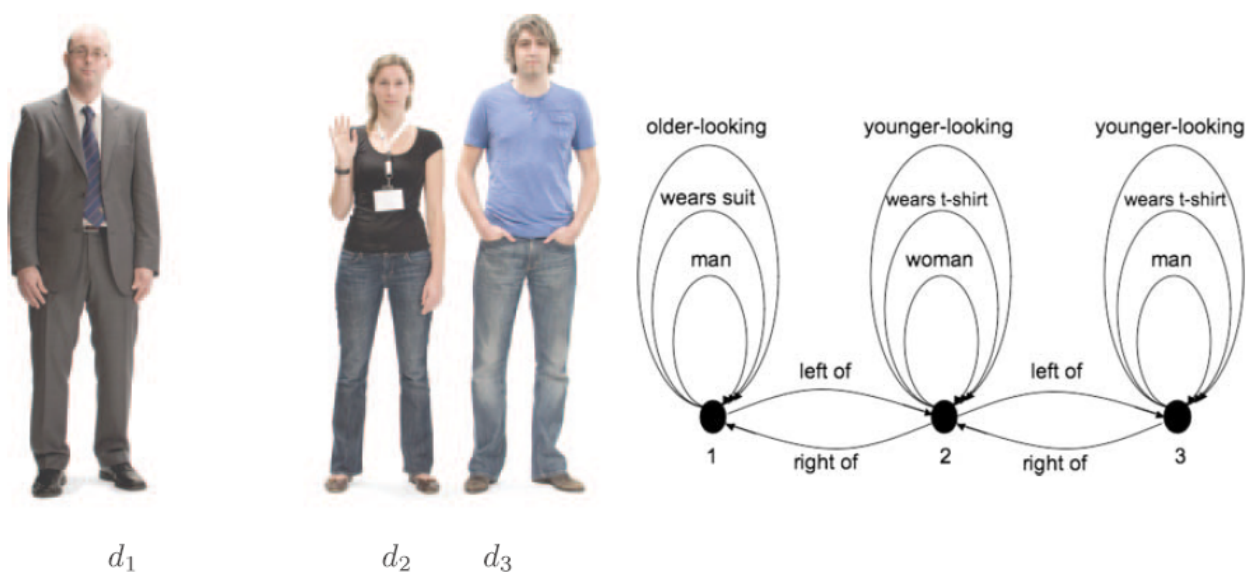 older-looking younger-looking younger-looking
wears suit wears t-shirt wears t-shirt
man woman man
left of left of
right of right of
1 2 3
d₁ d₂ d₃